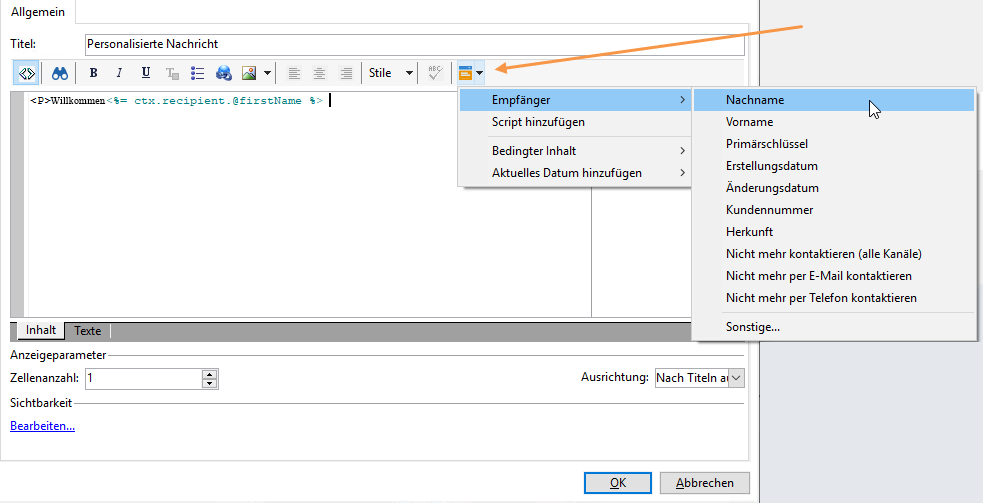 Allgemein
Titel: Personalisierte Nachricht
B I U T Stile ABC
<P>Willkommen<%= ctx.recipient.@firstName %>
Empfänger
Script hinzufügen
Bedingter Inhalt
Aktuelles Datum hinzufügen
Nachname
Vorname
Primärschlüssel
Erstellungsdatum
Änderungsdatum
Kundennummer
Herkunft
Nicht mehr kontaktieren (alle Kanäle)
Nicht mehr per E-Mail kontaktieren
Nicht mehr per Telefon kontaktieren
Sonstige...
Inhalt Texte
Anzeigeparameter
Zellenanzahl: 1 Ausrichtung: Nach Titeln au
Sichtbarkeit
Bearbeiten...
OK Abbrechen